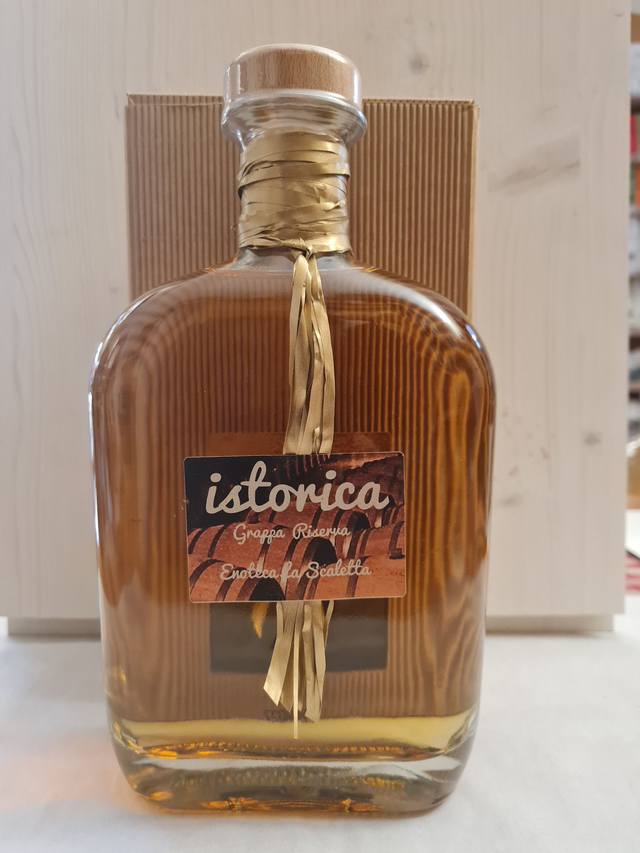 istorica
Grappa Riserva
Enoteca la Scaletta